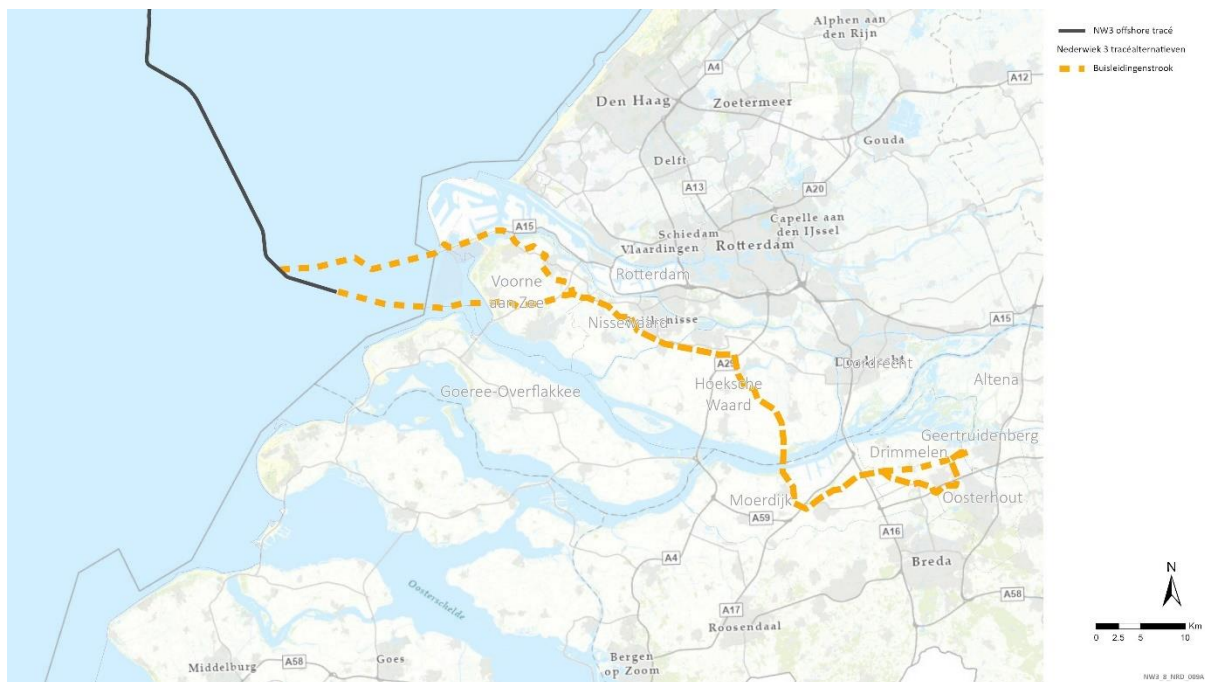 Alphen aan
den Rijn
A4
A12
Den Haag
Zoetermeer
Gouda
Delft
A13
A20
A15
Schiedam
Vlaardingen
Capelle aan
den IJssel
Rotterdam
Rotterdam
Voorne
aan Zee
Nissewaard
A15
A29
Dordrecht
Hoeksche
Waard
Altena
Goeree-Overflakkee
Geertruidenberg
Drimmelen
Moerdijk
Oosterhout
A59
A16
A4
Breda
Oosterschelde
A17
A58
Roosendaal
Middelburg
A58
Goes
Bergen
op Zoom
NW3 offshore tracé
Nederwiek 3 tracéalternatieven
Buisleidingenstrook
N
Km
0 2.5 5 10